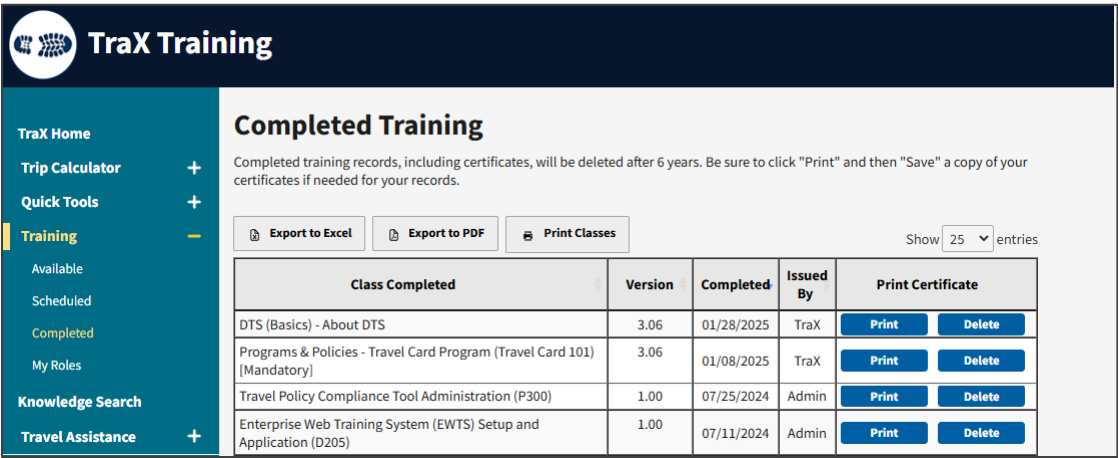 TraX Training
TraX Home
Trip Calculator +
Quick Tools +
Training −
Available
Scheduled
Completed
My Roles
Knowledge Search
Travel Assistance +
Completed Training
Completed training records, including certificates, will be deleted after 6 years. Be sure to click "Print" and then "Save" a copy of your
certificates if needed for your records.
Export to Excel Export to PDF Print Classes
Show 25 entries
Class Completed Version Completed Issued By Print Certificate
DTS (Basics) - About DTS 3.06 01/28/2025 TraX Print Delete
Programs & Policies - Travel Card Program (Travel Card 101)
[Mandatory] 3.06 01/08/2025 TraX Print Delete
Travel Policy Compliance Tool Administration (P300) 1.00 07/25/2024 Admin Print Delete
Enterprise Web Training System (EWTS) Setup and
Application (D205) 1.00 07/11/2024 Admin Print Delete